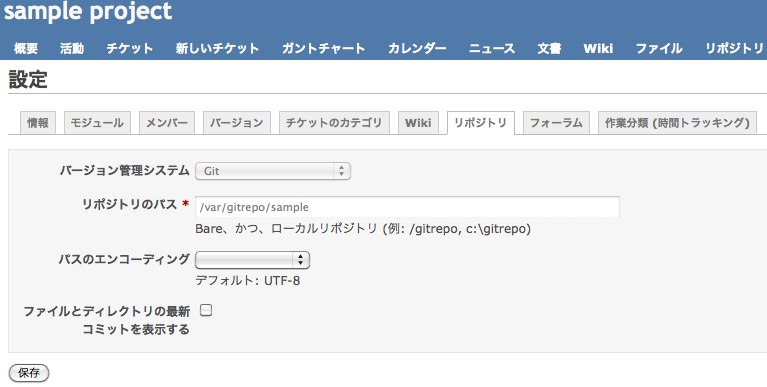 sample project
概要 活動 チケット 新しいチケット ガントチャート カレンダー ニュース 文書 Wiki ファイル リポジトリ
設定
情報 モジュール メンバー バージョン チケットのカテゴリ Wiki リポジトリ フォーラム 作業分類 (時間トラッキング)
バージョン管理システム Git
リポジトリのパス * /var/gitrepo/sample
Bare、かつ、ローカルリポジトリ (例: /gitrepo, c:\gitrepo)
パスのエンコーディング
デフォルト: UTF-8
ファイルとディレクトリの最新
コミットを表示する
保存